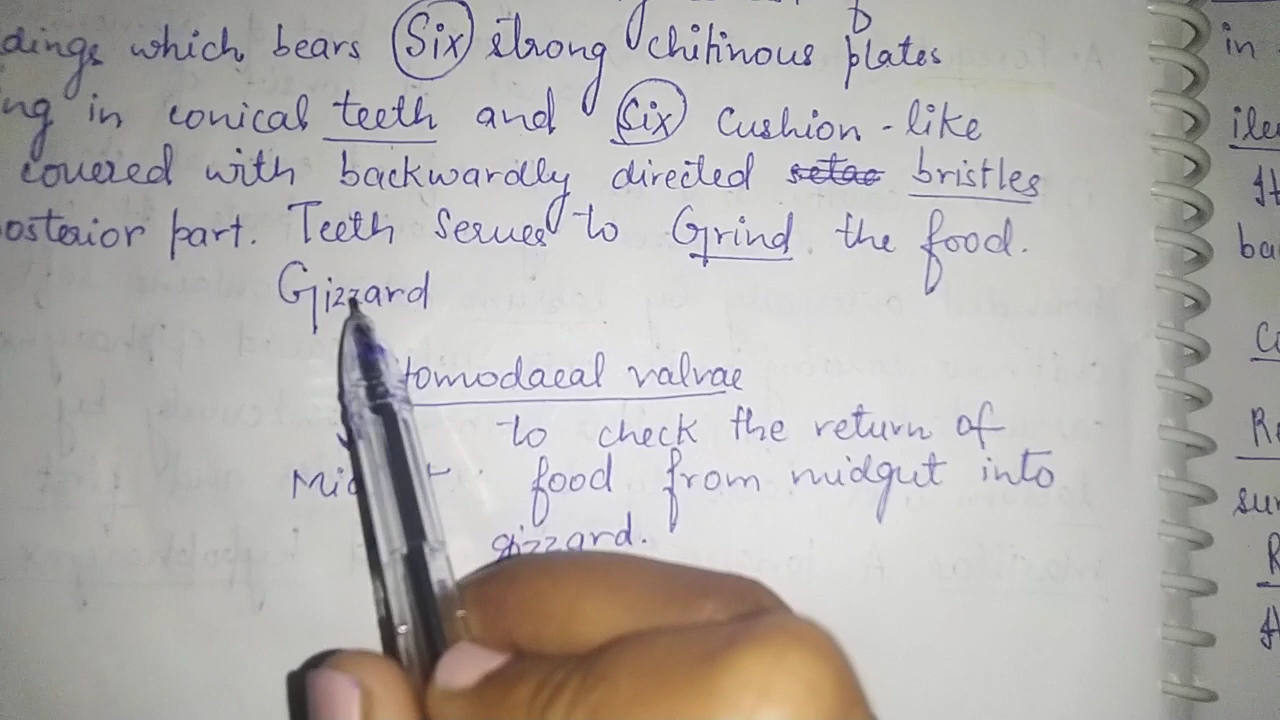 dings which bears Six strong chitinous plates
ng in conical teeth and Six cushion-like
covered with backwardly directed setae bristles
osterior part. Teeth serves to Grind the food.
Gizzard
tomodaeal valvae
to check the return of
food from midgut into
gizzard.
in
ba